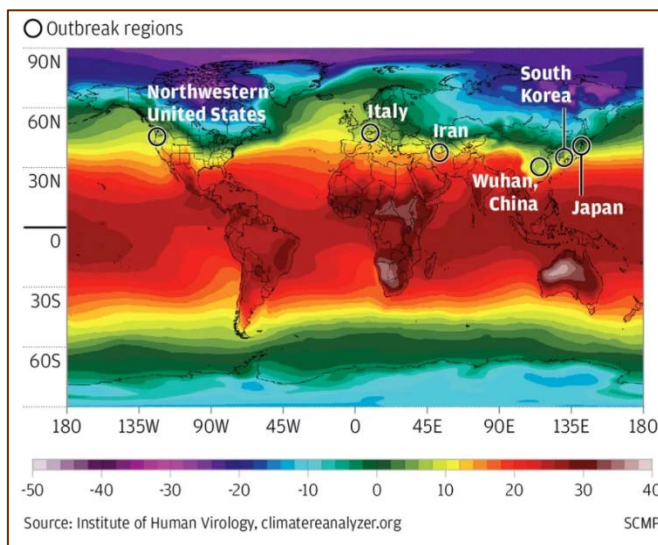 Outbreak regions
90N
60N
30N
0
30S
60S
Northwestern
United States
Italy
Iran
South
Korea
Wuhan,
China
Japan
180 135W 90W 45W 0 45E 90E 135E 180
-50 -40 -30 -20 -10 0 10 20 30 40
Source: Institute of Human Virology, climatereanalyzer.org SCMP